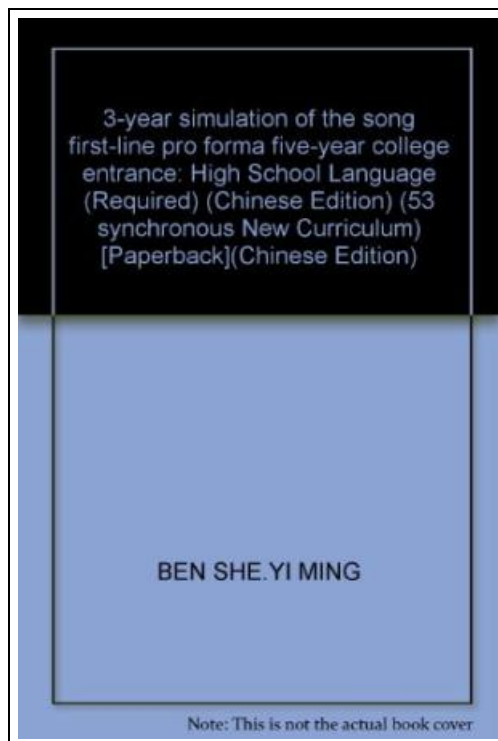 3-year simulation of the song
first-line pro forma five-year college
entrance: High School Language
(Required) (Chinese Edition) (53
synchronous New Curriculum)
[Paperback](Chinese Edition)
BEN SHE.YI MING
Note: This is not the actual book cover